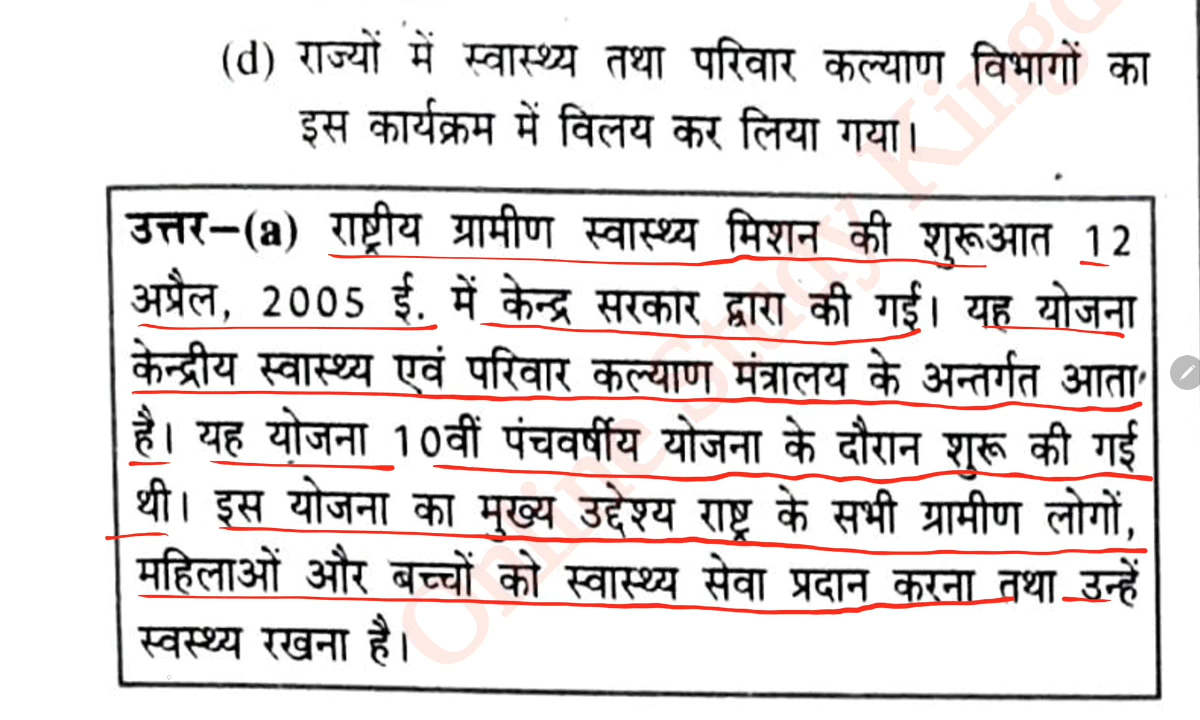 (d) राज्यों में स्वास्थ्य तथा परिवार कल्याण विभागों का
इस कार्यक्रम में विलय कर लिया गया।
उत्तर–(a) राष्ट्रीय ग्रामीण स्वास्थ्य मिशन की शुरूआत 12
अप्रैल, 2005 ई. में केन्द्र सरकार द्वारा की गई। यह योजना
केन्द्रीय स्वास्थ्य एवं परिवार कल्याण मंत्रालय के अन्तर्गत आता
है। यह योजना 10वीं पंचवर्षीय योजना के दौरान शुरू की गई
थी। इस योजना का मुख्य उद्देश्य राष्ट्र के सभी ग्रामीण लोगों,
महिलाओं और बच्चों को स्वास्थ्य सेवा प्रदान करना तथा उन्हें
स्वस्थ्य रखना है।
Online Study